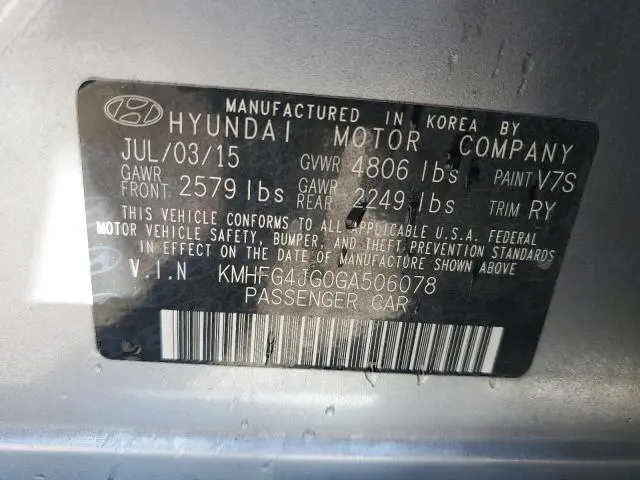 MANUFACTURED IN KOREA BY
HYUNDAI MOTOR COMPANY
JUL/03/15 GVWR 4806 lbs PAINT V7S
GAWR FRONT 2579 lbs GAWR REAR 2249 lbs TRIM RY
THIS VEHICLE CONFORMS TO ALL APPLICABLE U.S.A. FEDERAL
MOTOR VEHICLE SAFETY, BUMPER, AND THEFT PREVENTION STANDARDS
IN EFFECT ON THE DATE OF MANUFACTURE SHOWN ABOVE.
V.I.N KMHFG4JG0GA506078
PASSENGER CAR